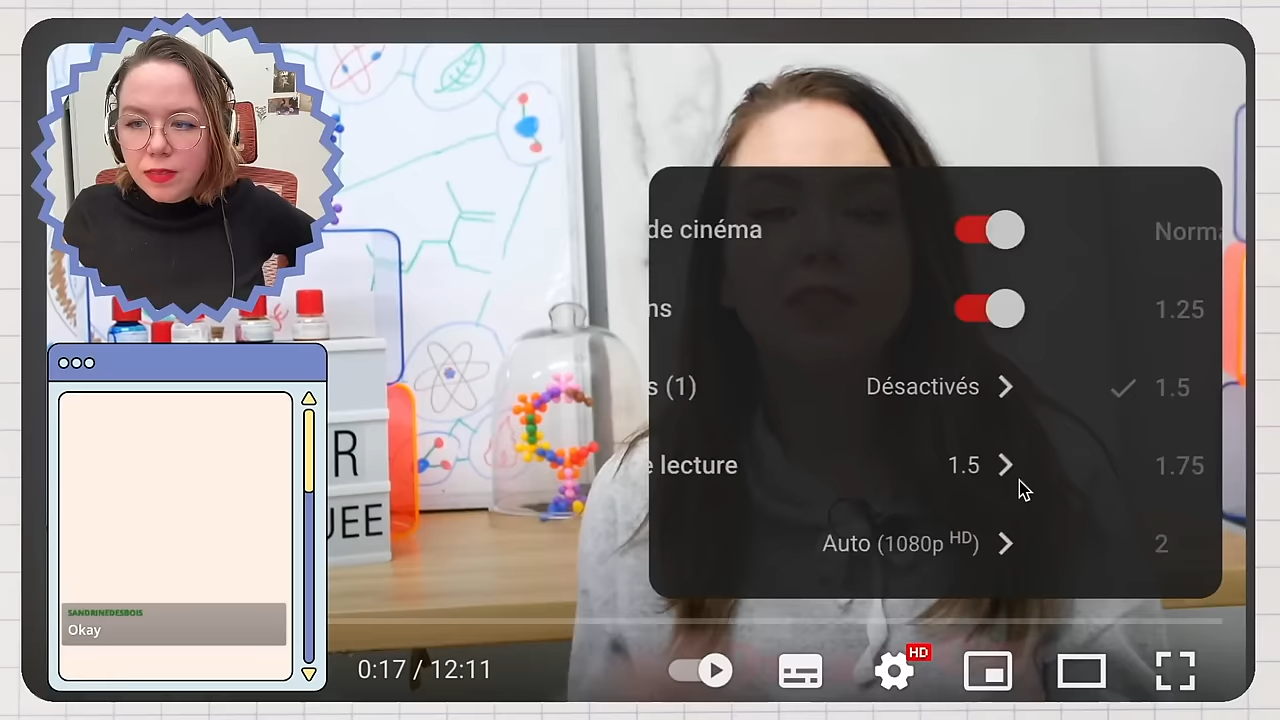 de cinéma
Norma
ns
1.25
s (1)
Désactivés
1.5
e lecture
1.5
1.75
Auto (1080p HD)
2
R
UEE
SANDRINEDESBOIS
Okay
0:17 / 12:11
HD